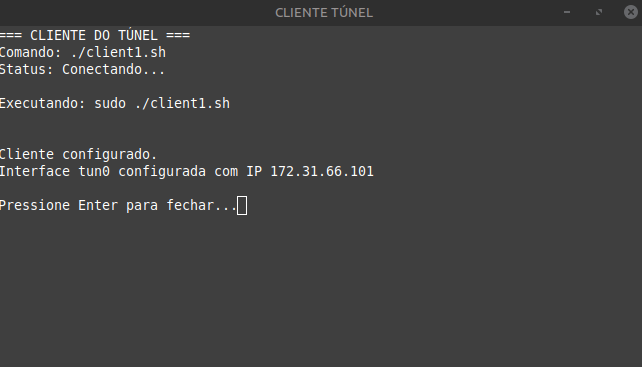 CLIENTE TÚNEL
=== CLIENTE DO TÚNEL ===
Comando: ./client1.sh
Status: Conectando...
Executando: sudo ./client1.sh
Cliente configurado.
Interface tun0 configurada com IP 172.31.66.101
Pressione Enter para fechar...